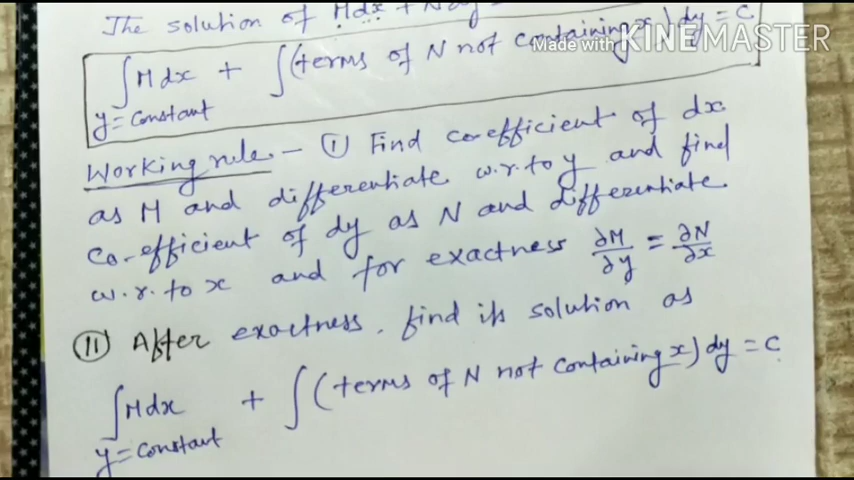 The solution of Mdx + Ndy =
∫Mdx + ∫(terms of N not containing x) dy = c
y = constant
Made with KINEMASTER
Working rule - (I) Find co-efficient of dx
as M and differentiate w.r.to y and find
co-efficient of dy as N and differentiate
w.r.to x and for exactness ∂M/∂y = ∂N/∂x
(II) After exactness, find its solution as
∫Mdx + ∫(terms of N not containing x) dy = c
y = constant